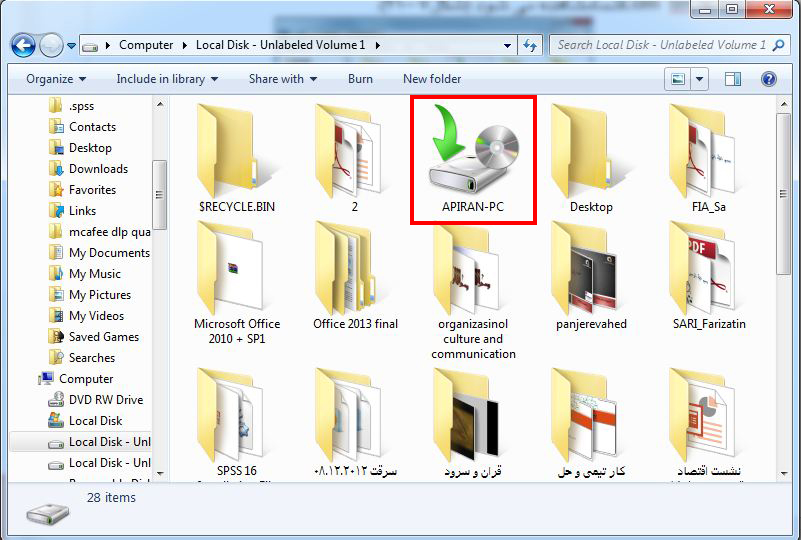 Computer ▸ Local Disk - Unlabeled Volume 1 ▸
Search Local Disk - Unlabeled Volume 1
Organize Include in library Share with Burn New folder
.spss
Contacts
Desktop
Downloads
Favorites
Links
mcafee dlp qua
My Documents
My Music
My Pictures
My Videos
Saved Games
Searches
Computer
DVD RW Drive
Local Disk
Local Disk - Unl
Local Disk - Unl
$RECYCLE.BIN
2
APIRAN-PC
Desktop
FIA_Sa
Microsoft Office
2010 + SP1
Office 2013 final
organizasinol
culture and
communication
panjerevahed
SARI_Farizatin
PDF
SPSS 16
سرقت ۰۸.۱۲.۲۰۱۲
قران و سرود
کار تیمی و حل
نشست اقتصاد
28 items